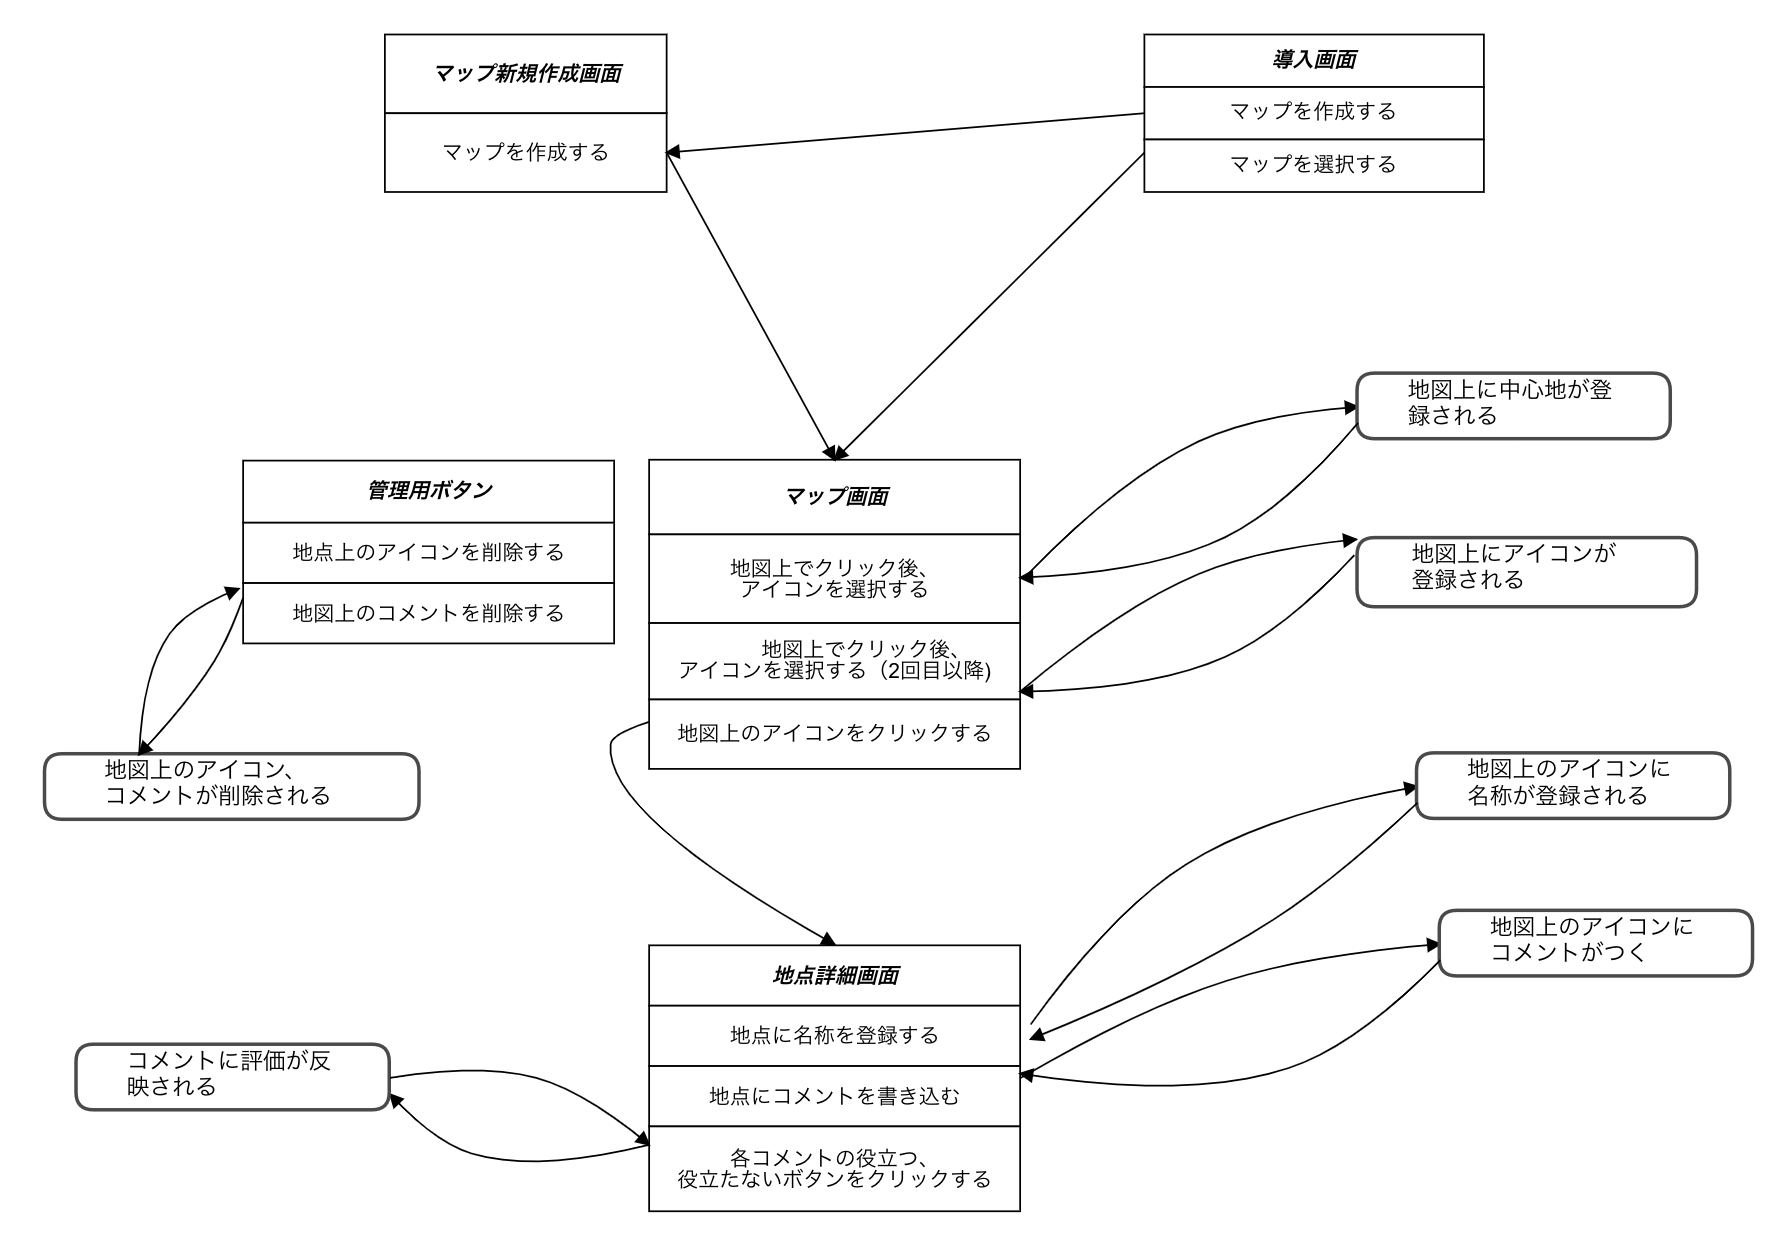 マップ新規作成画面
マップを作成する
導入画面
マップを作成する
マップを選択する
地図上に中心地が登
録される
管理用ボタン
地点上のアイコンを削除する
地図上のコメントを削除する
マップ画面
地図上でクリック後、
アイコンを選択する
地図上でクリック後、
アイコンを選択する（2回目以降)
地図上のアイコンをクリックする
地図上にアイコンが
登録される
地図上のアイコン、
コメントが削除される
地図上のアイコンに
名称が登録される
地図上のアイコンに
コメントがつく
地点詳細画面
地点に名称を登録する
地点にコメントを書き込む
各コメントの役立つ、
役立たないボタンをクリックする
コメントに評価が反
映される